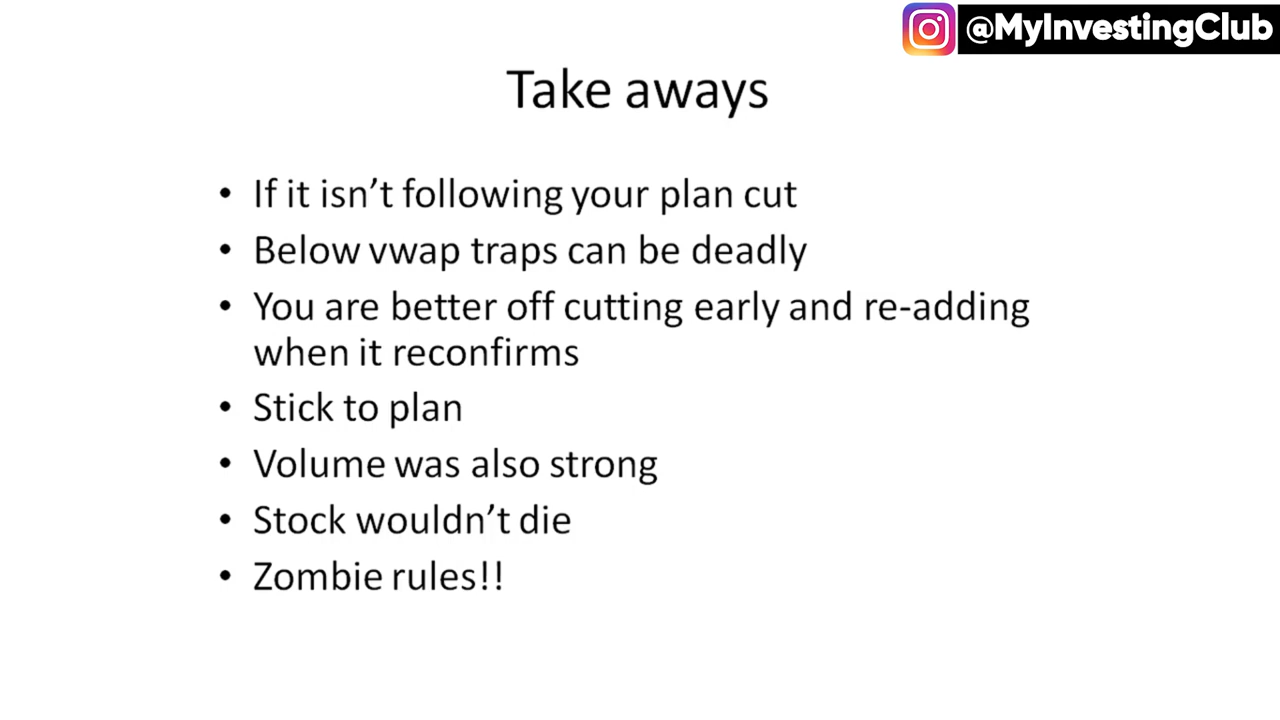 @MyInvestingClub
Take aways
• If it isn’t following your plan cut
• Below vwap traps can be deadly
• You are better off cutting early and re-adding
when it reconfirms
• Stick to plan
• Volume was also strong
• Stock wouldn’t die
• Zombie rules!!